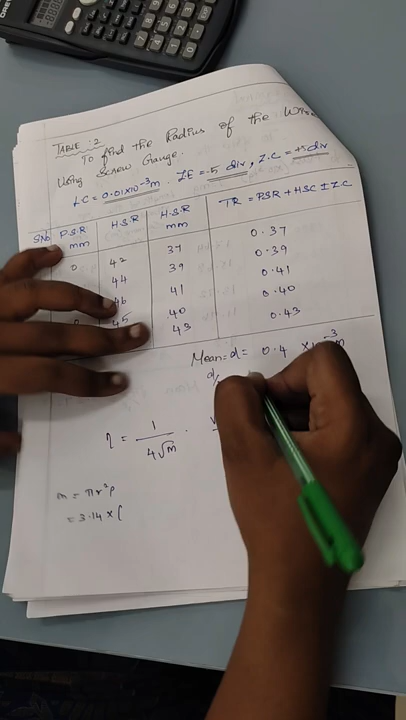 TABLE: 2
To find the Radius of the
Using Screw Gauge.
LC = 0.01x10⁻³m. ZE = -5 div, Z.C = +5div
S.No P.S.R mm H.S.R H.S.R mm TR = PSR + HSC ± Z.C
0 42 37 0.37
44 39 0.39
46 41 0.41
45 40 0.40
43 0.43
Mean = d = 0.4 x10⁻³m
d/
η = 1/4√m .
m = πr²ρ
= 3.14 x (